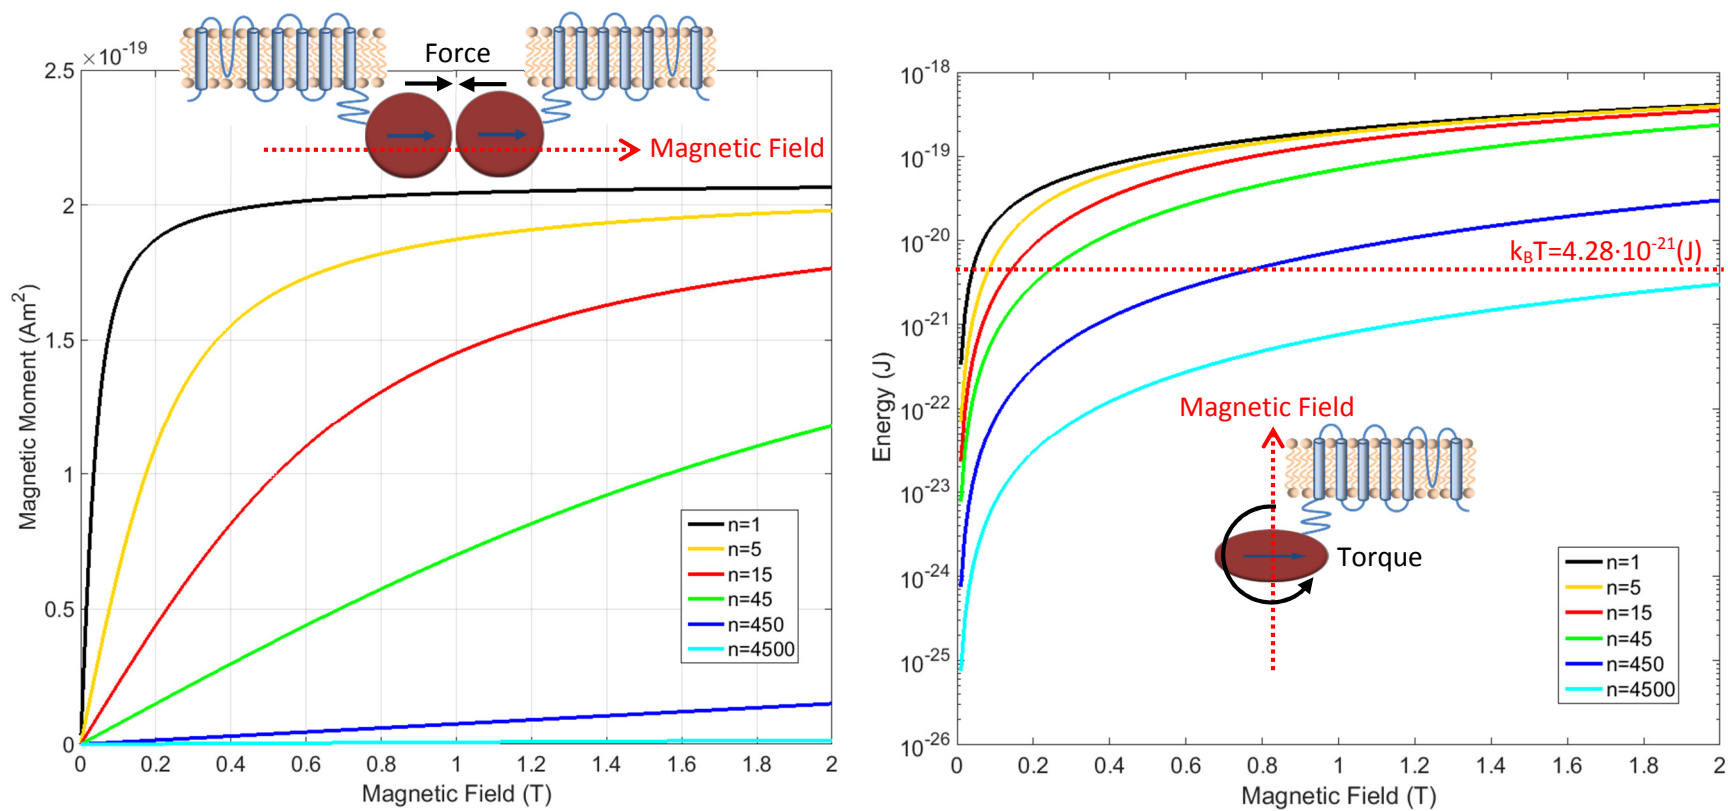 ×10⁻¹⁹
2.5
2
1.5
1
0.5
0
0
0.2
0.4
0.6
0.8
1
1.2
1.4
1.6
1.8
2
Magnetic Moment (Am²)
Magnetic Field (T)
Force
Magnetic Field
n=1
n=5
n=15
n=45
n=450
n=4500
10⁻¹⁸
10⁻¹⁹
10⁻²⁰
10⁻²¹
10⁻²²
10⁻²³
10⁻²⁴
10⁻²⁵
10⁻²⁶
0
0.2
0.4
0.6
0.8
1
1.2
1.4
1.6
1.8
2
Energy (J)
Magnetic Field (T)
k_BT=4.28·10⁻²¹(J)
Magnetic Field
Torque
n=1
n=5
n=15
n=45
n=450
n=4500